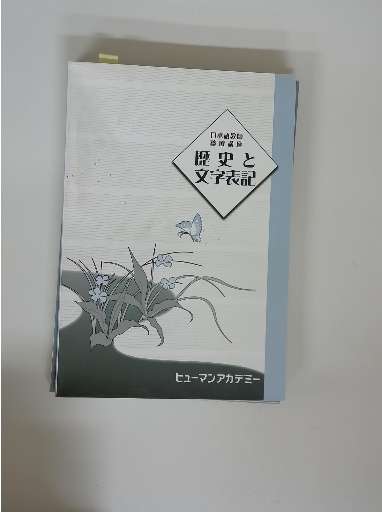 日本語教師
養成講座
歴史と
文字表記
ヒューマンアカデミー